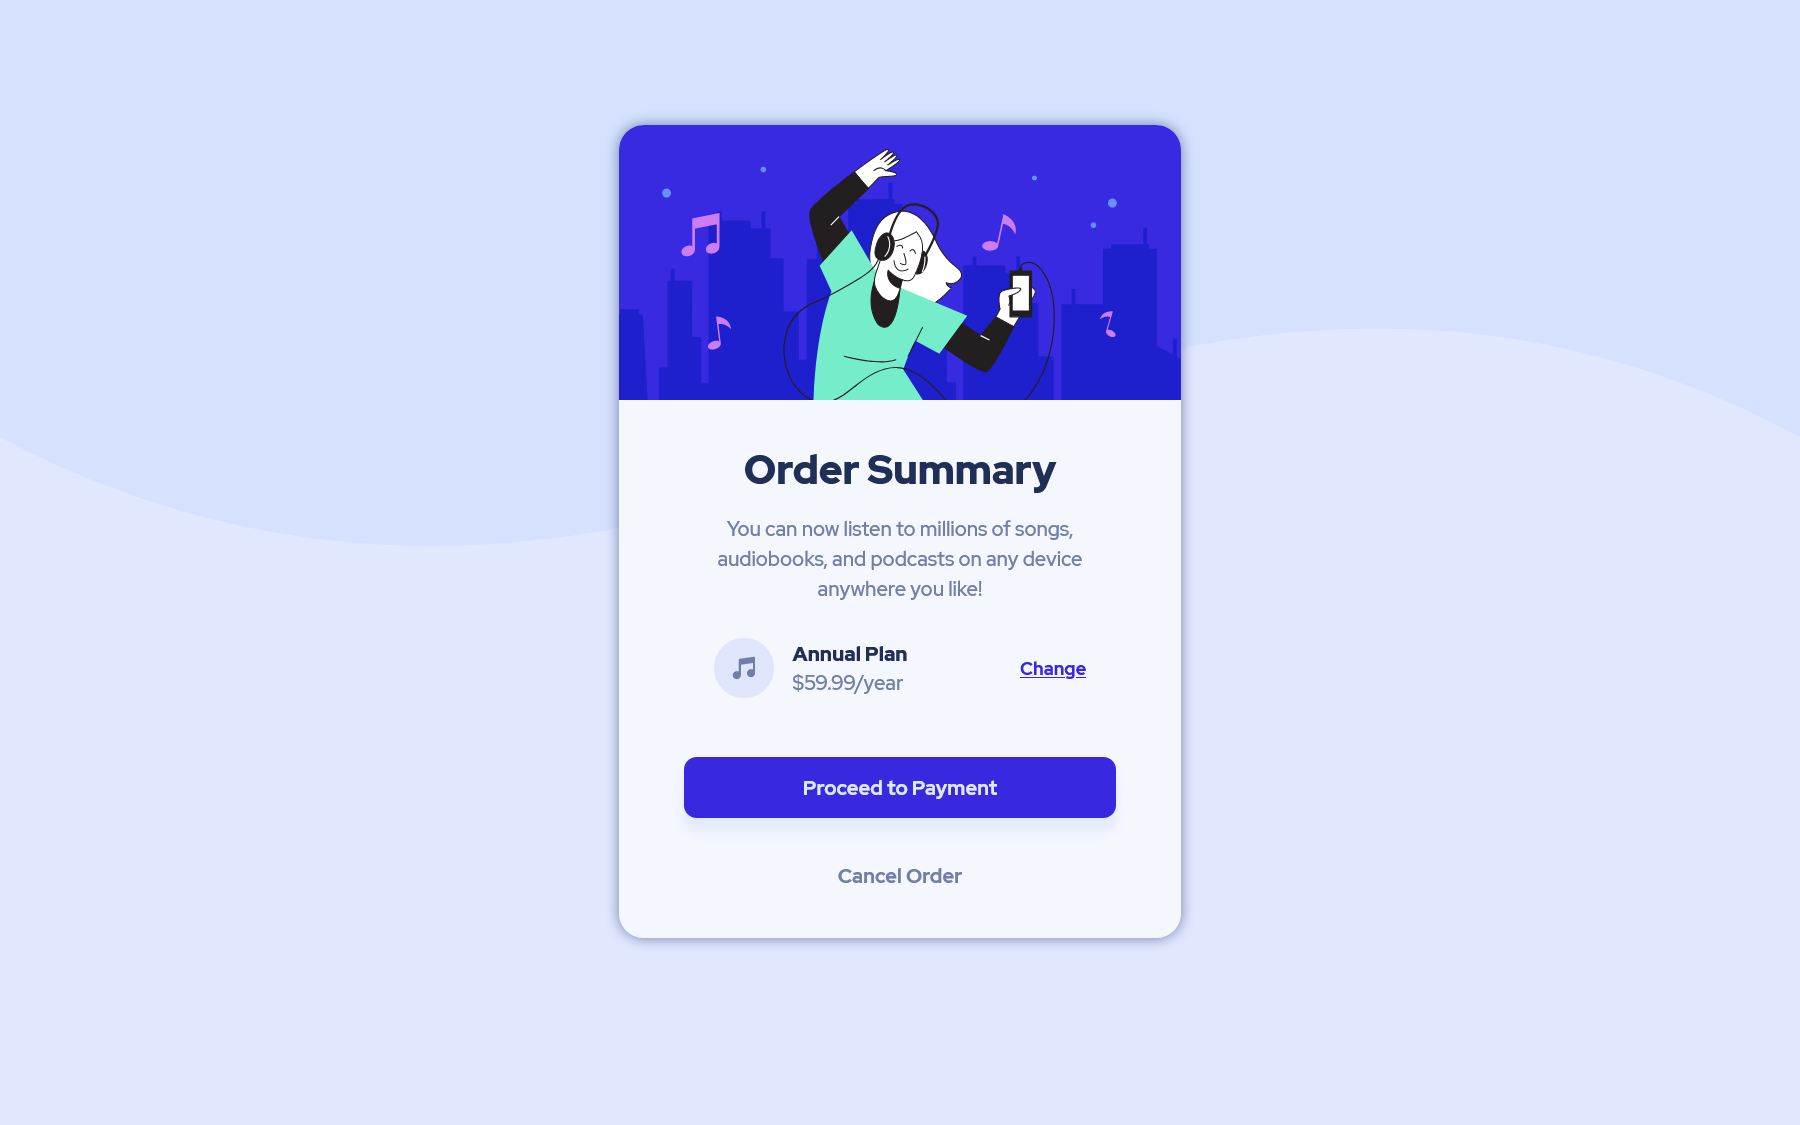 Order Summary
You can now listen to millions of songs,
audiobooks, and podcasts on any device
anywhere you like!
Annual Plan
$59.99/year
Change
Proceed to Payment
Cancel Order